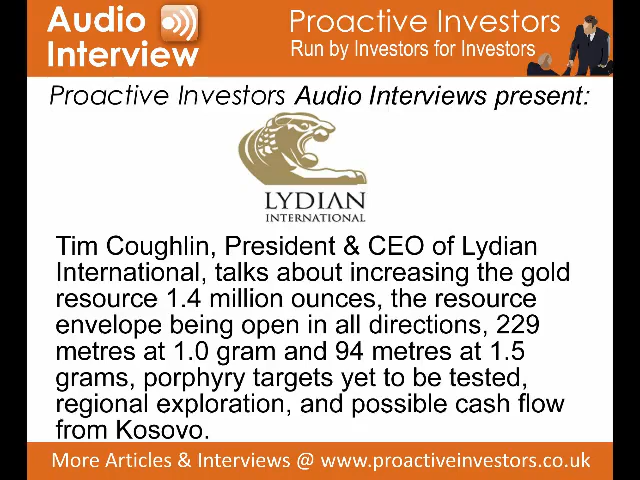 Audio
Interview
Proactive Investors
Run by Investors for Investors
Proactive Investors Audio Interviews present:
LYDIAN
INTERNATIONAL
Tim Coughlin, President & CEO of Lydian
International, talks about increasing the gold
resource 1.4 million ounces, the resource
envelope being open in all directions, 229
metres at 1.0 gram and 94 metres at 1.5
grams, porphyry targets yet to be tested,
regional exploration, and possible cash flow
from Kosovo.
More Articles & Interviews @ www.proactiveinvestors.co.uk